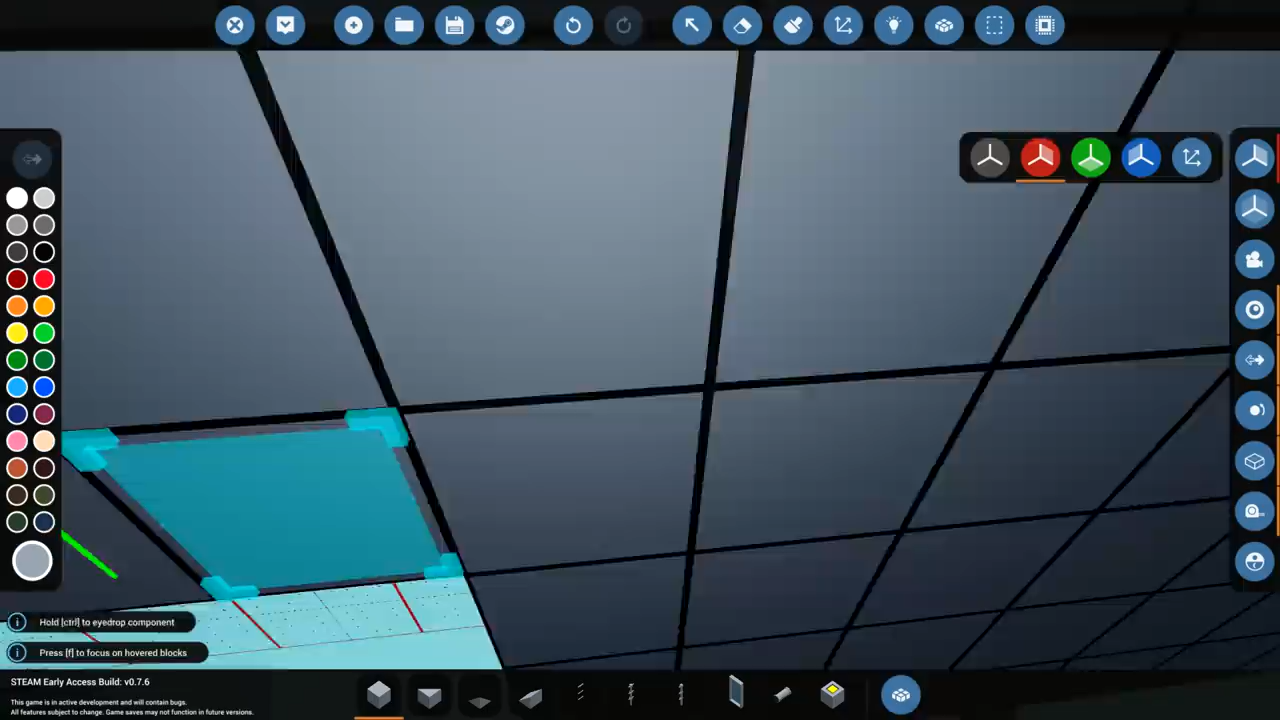 Hold [ctrl] to eyedrop component
Press [f] to focus on hovered blocks
STEAM Early Access Build: v0.7.6
This game is in active development and will contain bugs.
All features subject to change. Game saves may not function in future versions.